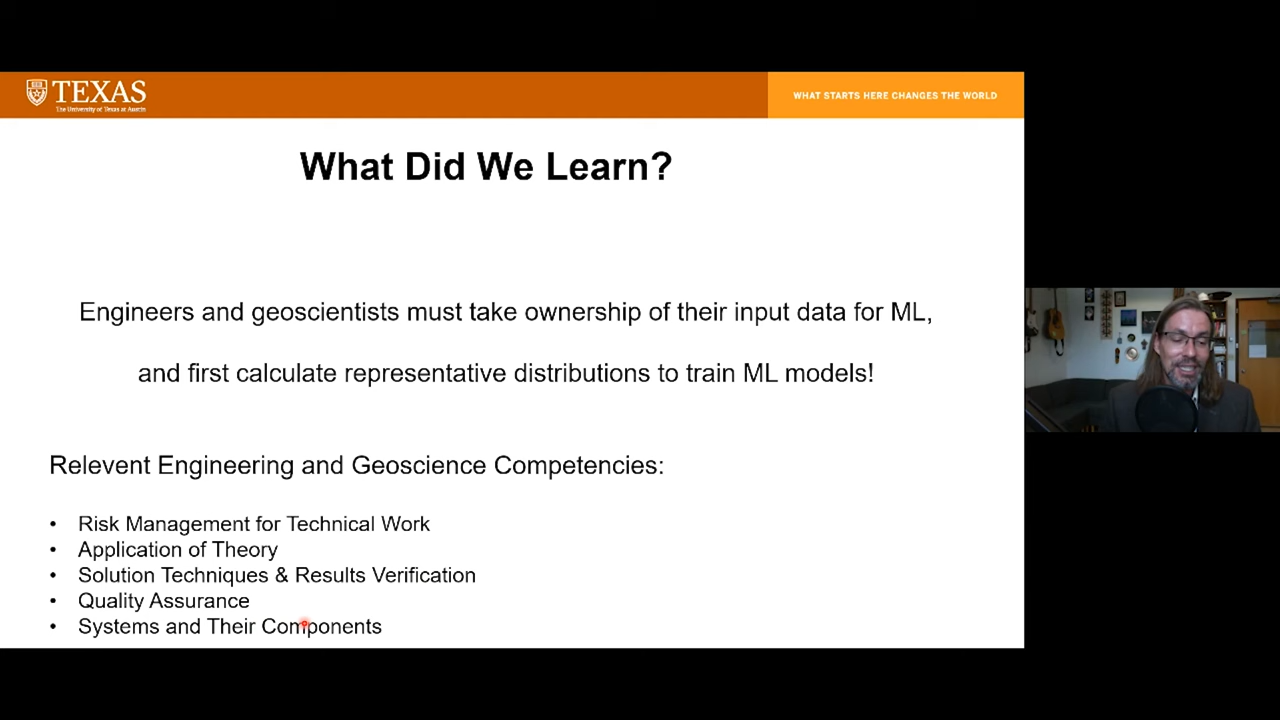 TEXAS
The University of Texas at Austin
WHAT STARTS HERE CHANGES THE WORLD
What Did We Learn?
Engineers and geoscientists must take ownership of their input data for ML,
and first calculate representative distributions to train ML models!
Relevent Engineering and Geoscience Competencies:
• Risk Management for Technical Work
• Application of Theory
• Solution Techniques & Results Verification
• Quality Assurance
• Systems and Their Components